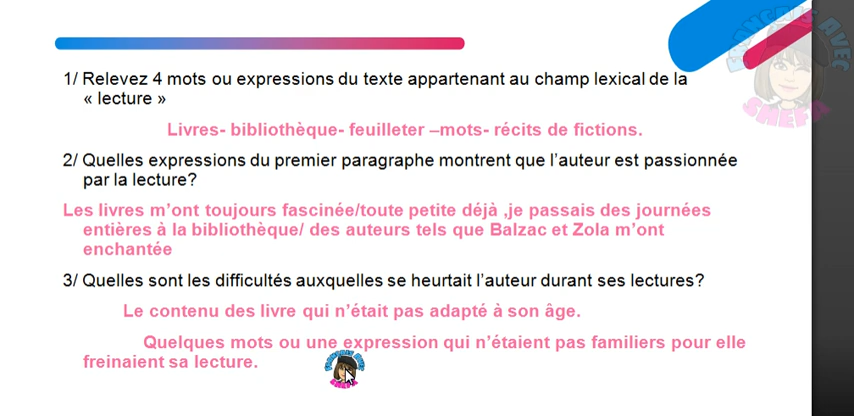 1/ Relevez 4 mots ou expressions du texte appartenant au champ lexical de la
« lecture »
Livres- bibliothèque- feuilleter –mots- récits de fictions.
2/ Quelles expressions du premier paragraphe montrent que l’auteur est passionnée
par la lecture?
Les livres m’ont toujours fascinée/toute petite déjà ,je passais des journées
entières à la bibliothèque/ des auteurs tels que Balzac et Zola m’ont
enchantée
3/ Quelles sont les difficultés auxquelles se heurtait l’auteur durant ses lectures?
Le contenu des livre qui n’était pas adapté à son âge.
Quelques mots ou une expression qui n’étaient pas familiers pour elle
freinaient sa lecture.
FRANÇAIS AVEC
SHEFA